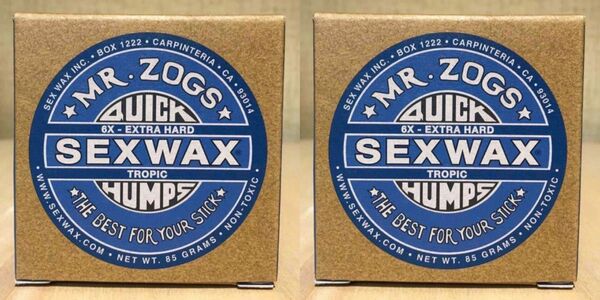 SEX WAX INC. • BOX 1222 • CARPINTERIA • CA • 93014
MR. ZOGS
QUICK
6X - EXTRA HARD
SEXWAX®
TROPIC
HUMPS
THE BEST FOR YOUR STICK
• WWW.SEXWAX.COM • NET WT. 85 GRAMS • NON-TOXIC •
SEX WAX INC. • BOX 1222 • CARPINTERIA • CA • 93014
MR. ZOGS
QUICK
6X - EXTRA HARD
SEXWAX®
TROPIC
HUMPS
THE BEST FOR YOUR STICK
• WWW.SEXWAX.COM • NET WT. 85 GRAMS • NON-TOXIC •